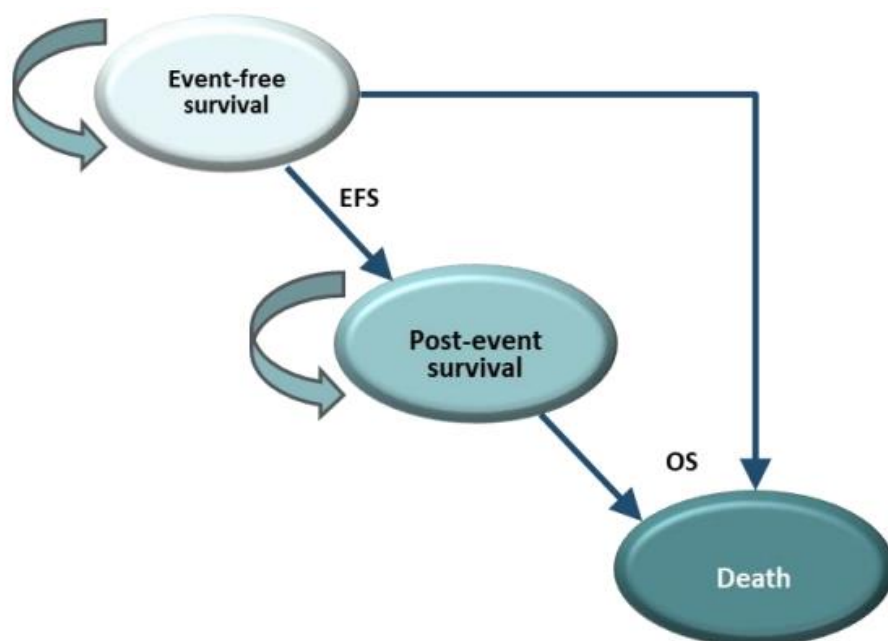 Event-free
survival
EFS
Post-event
survival
OS
Death